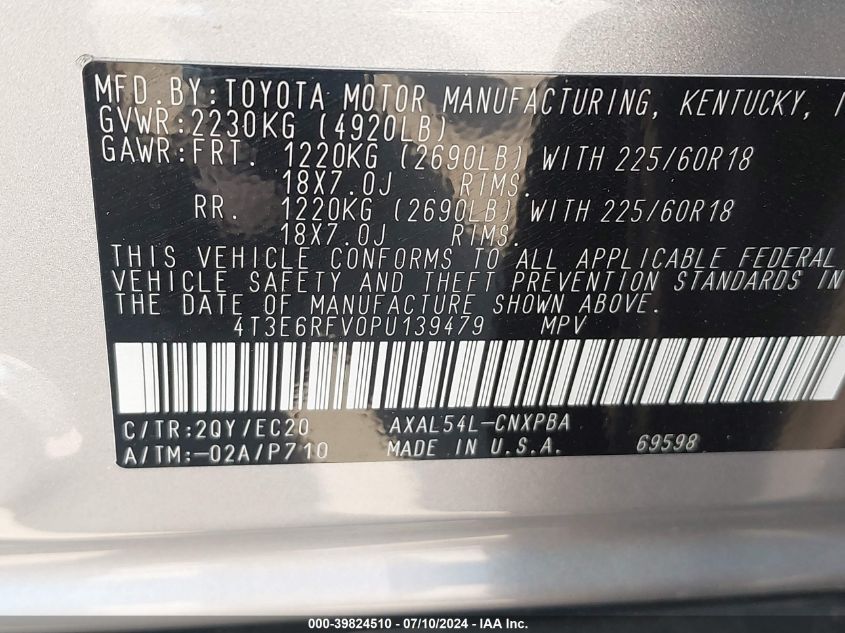 MFD.BY:TOYOTA MOTOR MANUFACTURING, KENTUCKY,
GVWR:2230KG (4920LB)
GAWR:FRT. 1220KG (2690LB) WITH 225/60R18
18X7.0J RIMS.
RR. 1220KG (2690LB) WITH 225/60R18
18X7.0J RIMS.
THIS VEHICLE CONFORMS TO ALL APPLICABLE FEDERAL
VEHICLE SAFETY AND THEFT PREVENTION STANDARDS IN
THE DATE OF MANUFACTURE SHOWN ABOVE.
4T3E6RFV0PU139479 MPV
C/TR:2QY/EC20 AXAL54L-CNXPBA
A/TM:-02A/P710 MADE IN U.S.A. 69598
000-39824510 - 07/10/2024 - IAA Inc.